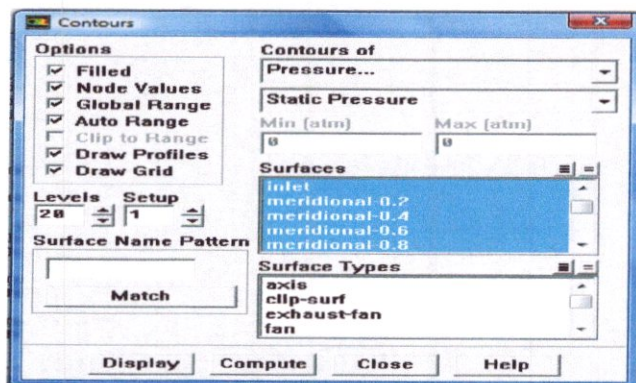 Contours
Options
Filled
Node Values
Global Range
Auto Range
Clip to Range
Draw Profiles
Draw Grid
Levels Setup
20 1
Surface Name Pattern
Match
Contours of
Pressure...
Static Pressure
Min (atm) Max (atm)
0 0
Surfaces
inlet
meridional-0.2
meridional-0.4
meridional-0.6
meridional-0.8
Surface Types
axis
clip-surf
exhaust-fan
fan
Display Compute Close Help